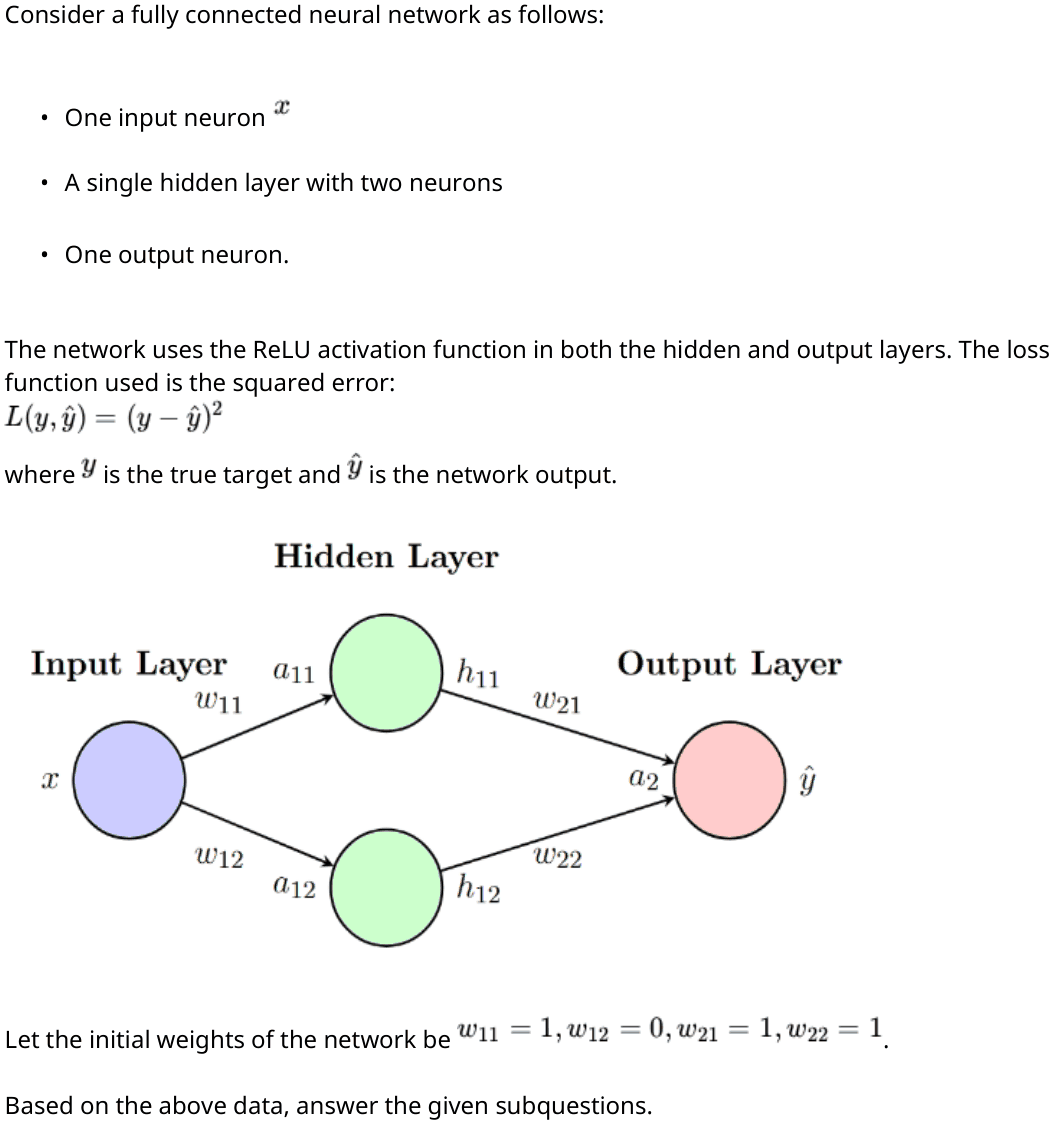 Consider a fully connected neural network as follows:
• One input neuron x
• A single hidden layer with two neurons
• One output neuron.
The network uses the ReLU activation function in both the hidden and output layers. The loss
function used is the squared error:
L(y, ŷ) = (y − ŷ)²
where y is the true target and ŷ is the network output.
Hidden Layer
Input Layer
Output Layer
a₁₁
h₁₁
w₁₁
w₂₁
x
a₂
ŷ
w₁₂
w₂₂
a₁₂
h₁₂
Let the initial weights of the network be w₁₁ = 1, w₁₂ = 0, w₂₁ = 1, w₂₂ = 1.
Based on the above data, answer the given subquestions.